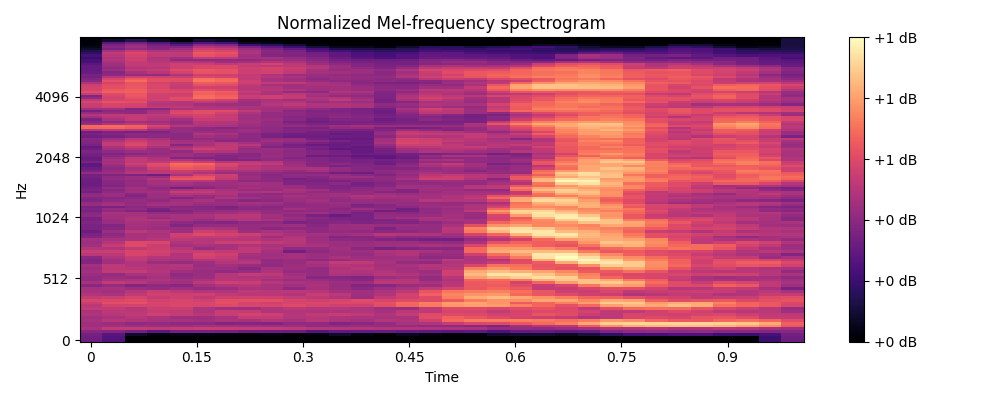 Normalized Mel-frequency spectrogram
Hz
4096
2048
1024
512
0
0 0.15 0.3 0.45 0.6 0.75 0.9
Time
+1 dB
+1 dB
+1 dB
+0 dB
+0 dB
+0 dB